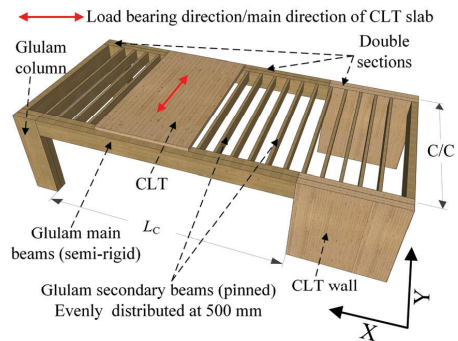 Load bearing direction/main direction of CLT slab
Glulam
column
Double
sections
C/C
CLT
Glulam main
beams (semi-rigid)
L_C
Glulam secondary beams (pinned)
Evenly distributed at 500 mm
CLT wall
X
Y